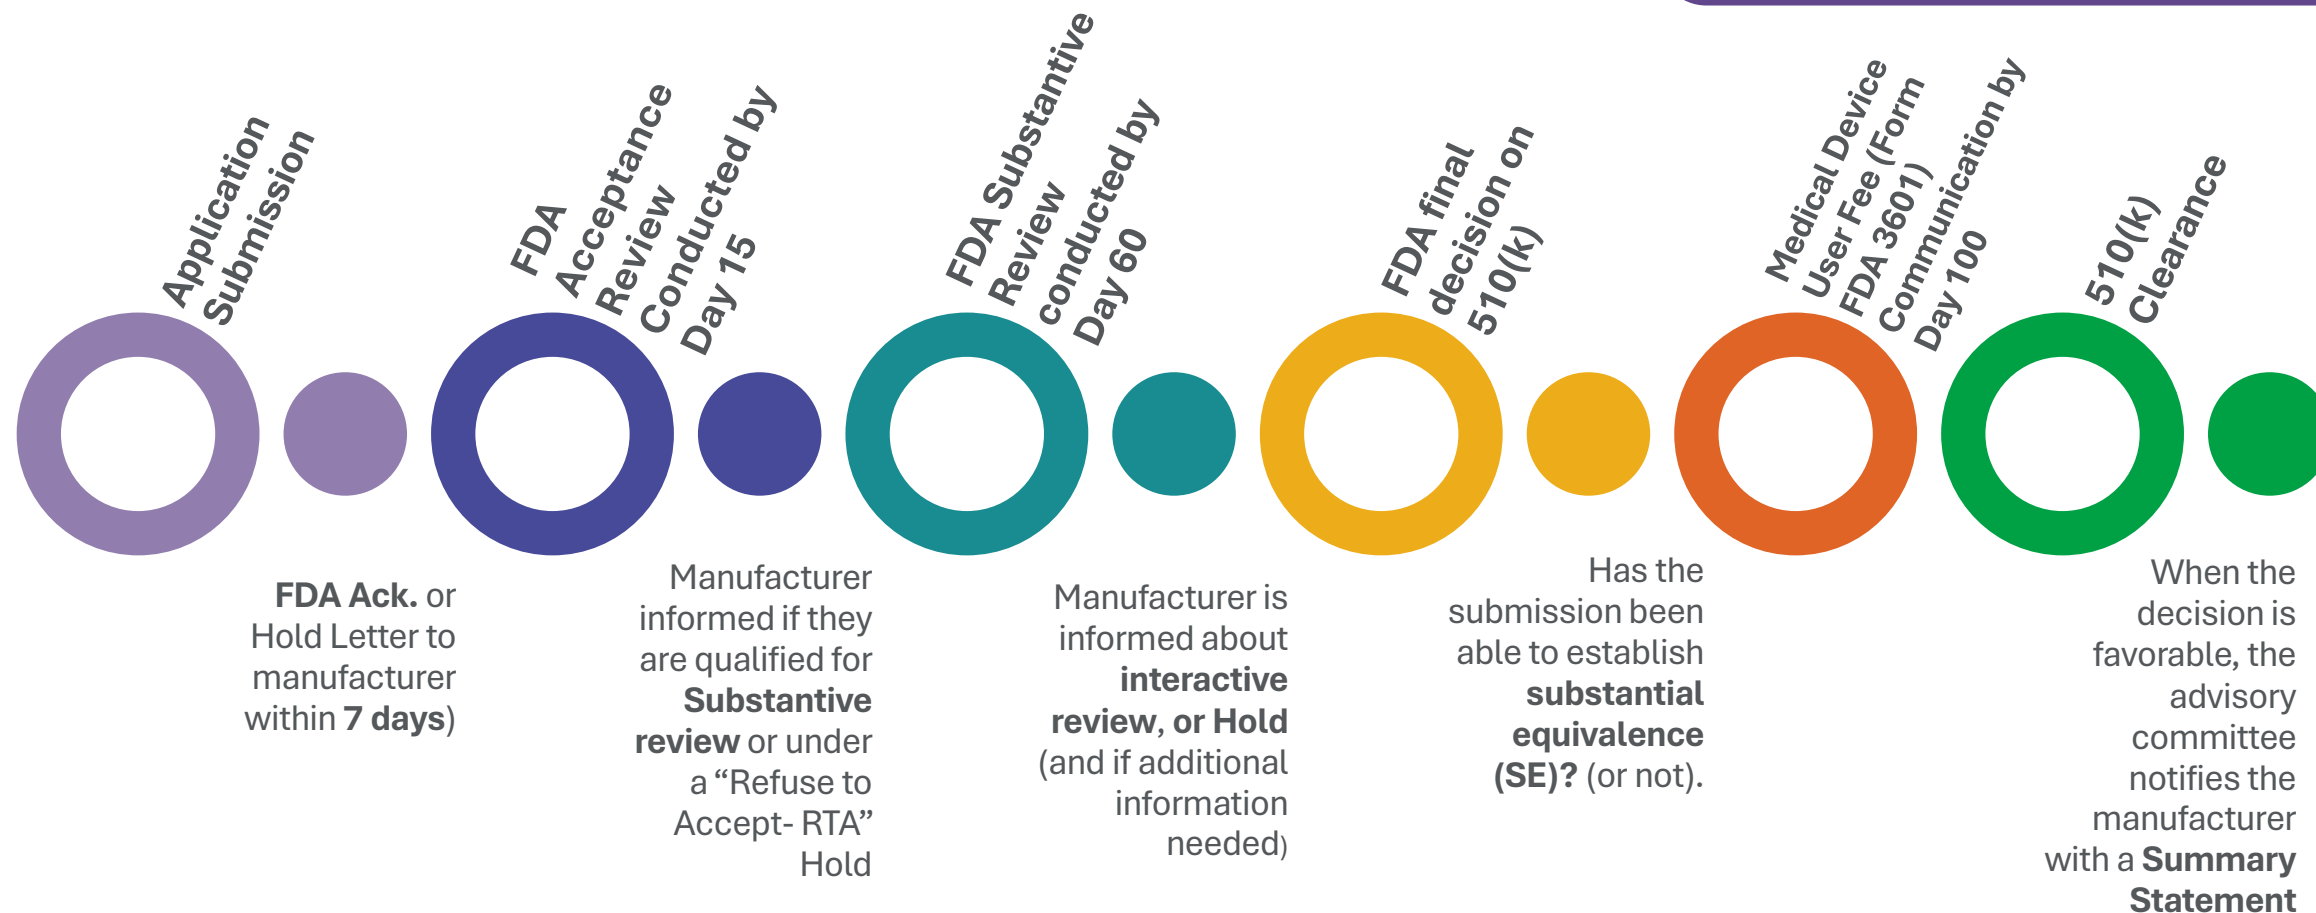 Application
Submission
FDA
Acceptance
Review
Conducted by
Day 15
FDA Substantive
Review
conducted by
Day 60
FDA final
decision on
510(k)
Medical Device
User Fee (Form
FDA 3601)
Communication by
Day 100
510(k)
Clearance
FDA Ack. or
Hold Letter to
manufacturer
within 7 days)
Manufacturer
informed if they
are qualified for
Substantive
review or under
a “Refuse to
Accept- RTA”
Hold
Manufacturer is
informed about
interactive
review, or Hold
(and if additional
information
needed)
Has the
submission been
able to establish
substantial
equivalence
(SE)? (or not).
When the
decision is
favorable, the
advisory
committee
notifies the
manufacturer
with a Summary
Statement